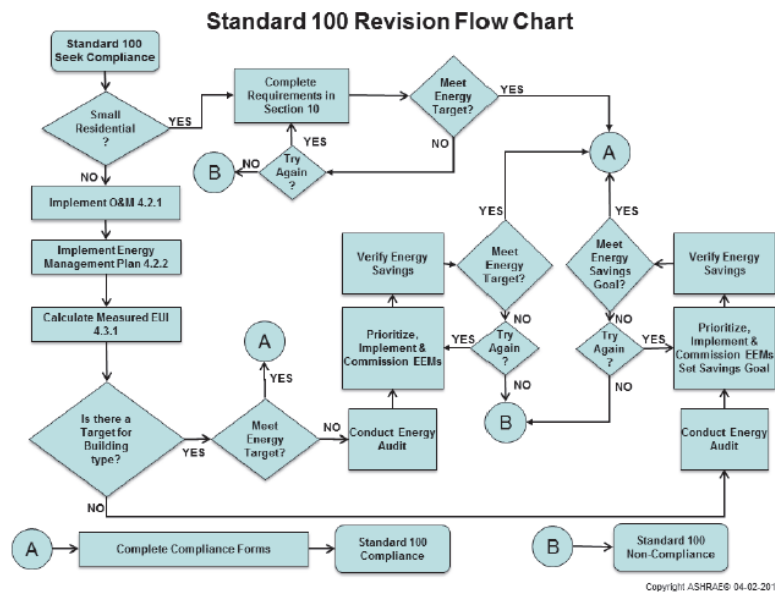 Standard 100 Revision Flow Chart
Standard 100
Seek Compliance
Small
Residential
?
YES
NO
Complete
Requirements in
Section 10
Meet
Energy
Target?
YES
NO
YES
Try
Again
?
NO
B
A
Implement O&M 4.2.1
Implement Energy
Management Plan 4.2.2
Calculate Measured EUI
4.3.1
Is there a
Target for
Building
type?
YES
NO
Meet
Energy
Target?
YES
A
NO
Conduct Energy
Audit
Prioritize,
Implement &
Commission EEMs
Verify Energy
Savings
Meet
Energy
Target?
YES
NO
Try
Again
?
YES
NO
B
Meet
Energy
Savings
Goal?
YES
NO
Try
Again
?
YES
NO
Verify Energy
Savings
Prioritize,
Implement &
Commission EEMs
Set Savings Goal
Conduct Energy
Audit
A
Complete Compliance Forms
Standard 100
Compliance
B
Standard 100
Non-Compliance
Copyright ASHRAE® 04-02-201